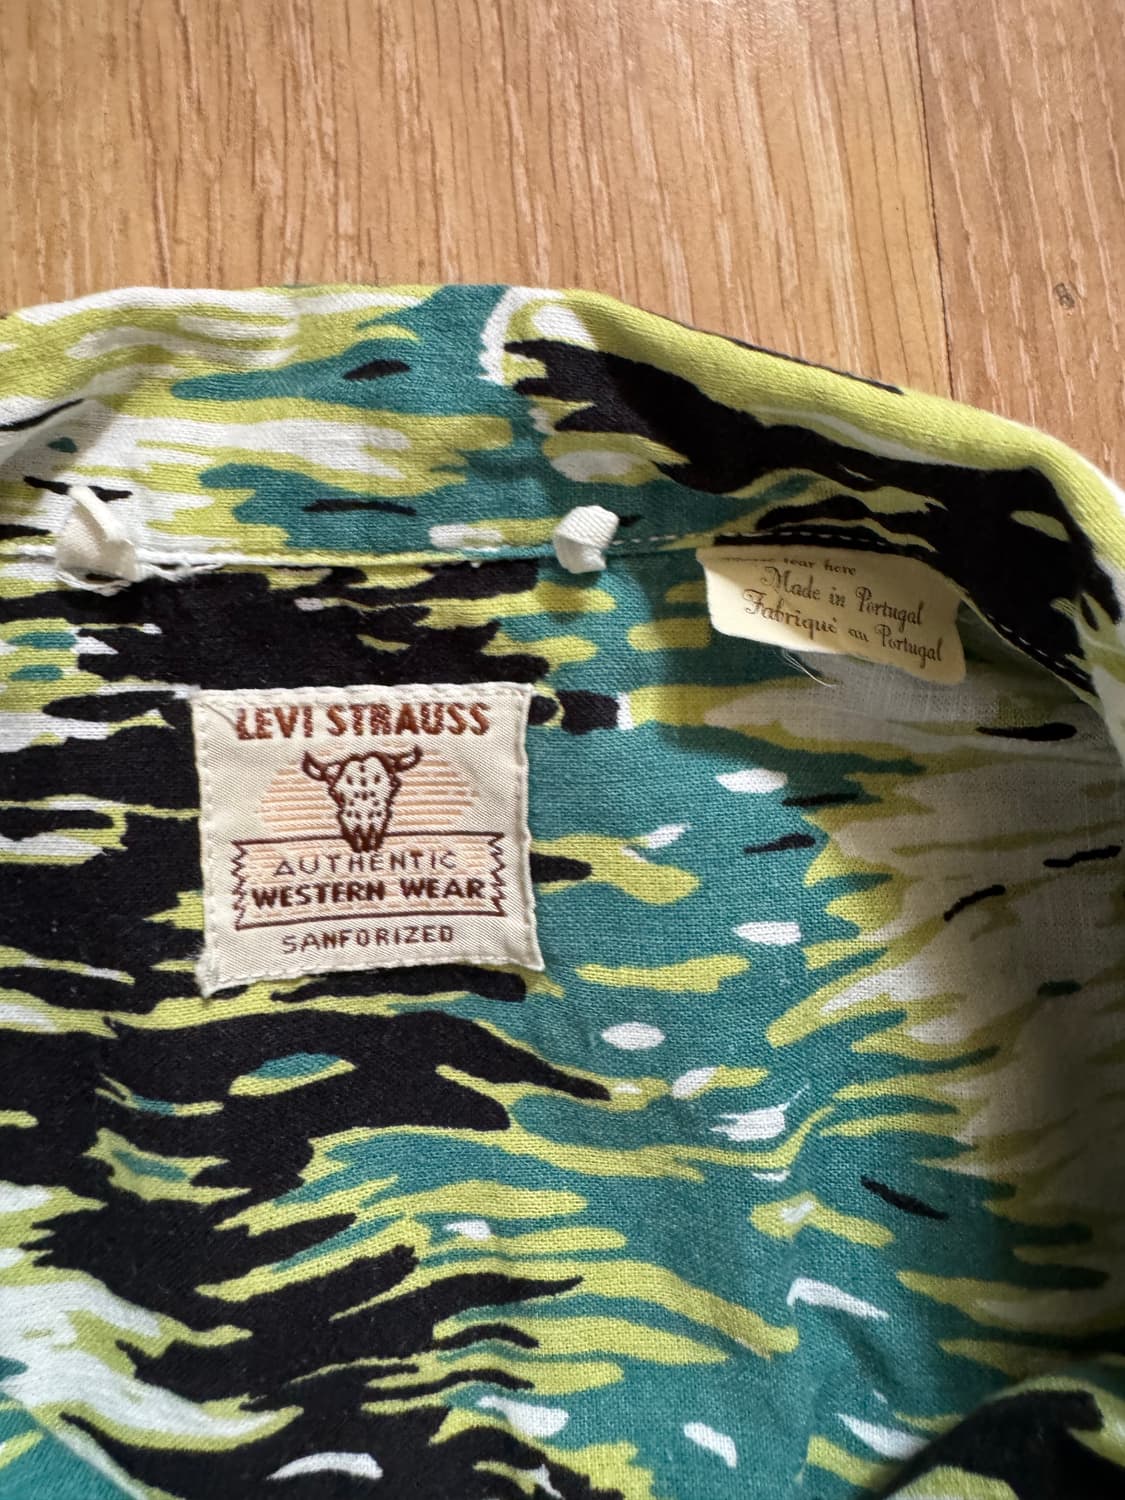 tear here
Made in Portugal
Fabriqué au Portugal
LEVI STRAUSS
AUTHENTIC
WESTERN WEAR
SANFORIZED